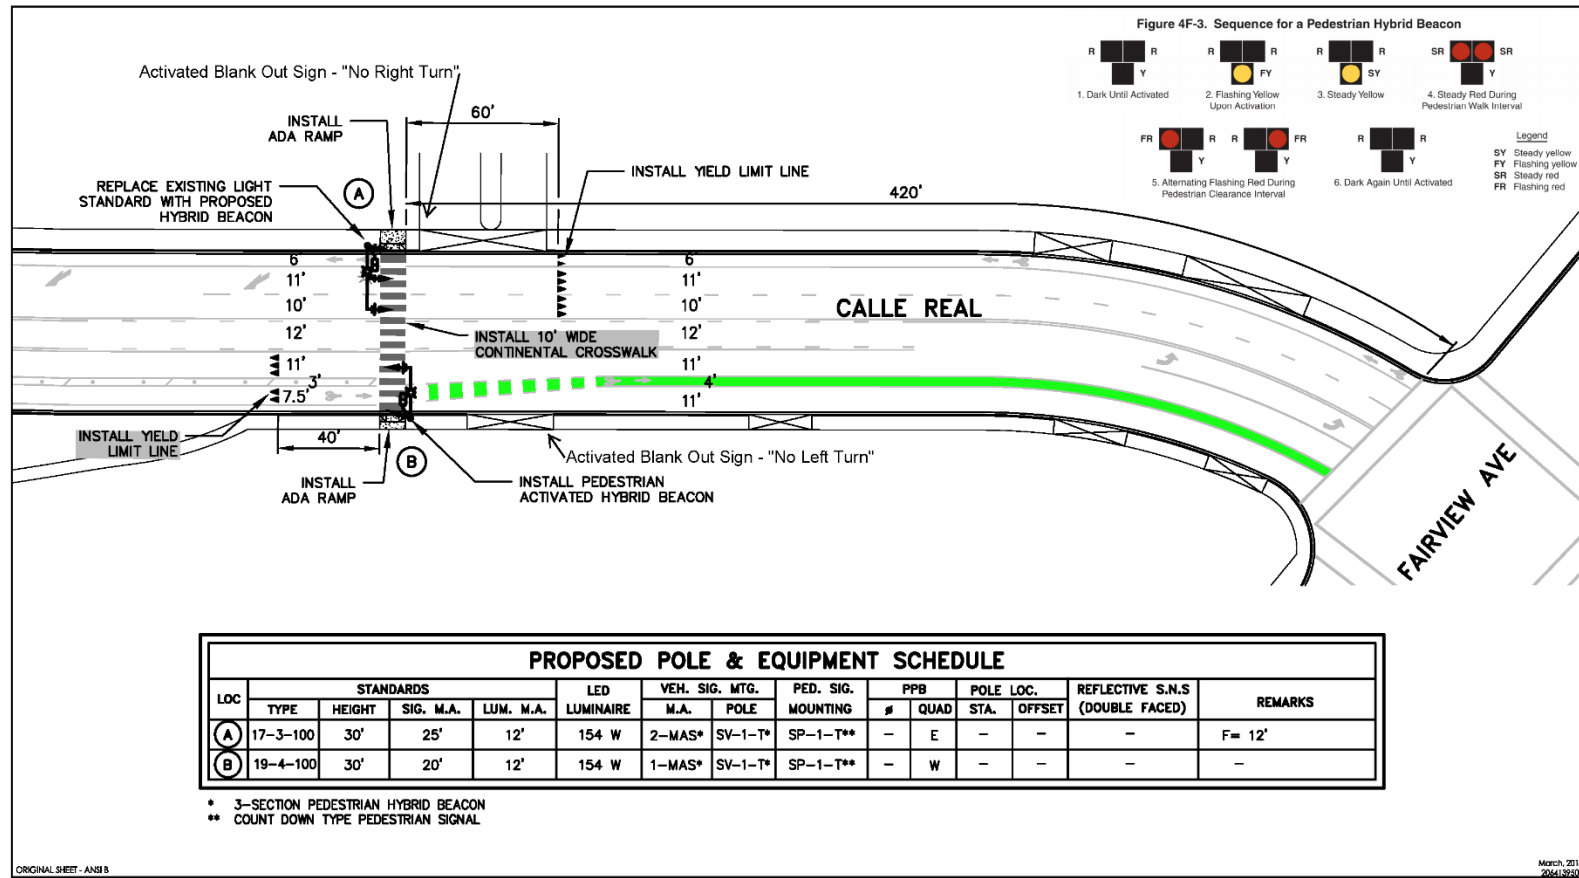 Figure 4F-3. Sequence for a Pedestrian Hybrid Beacon
R R
Y
1. Dark Until Activated
R R
FY
2. Flashing Yellow
Upon Activation
R R
SY
3. Steady Yellow
SR SR
Y
4. Steady Red During
Pedestrian Walk Interval
FR R
Y
R FR
Y
5. Alternating Flashing Red During
Pedestrian Clearance Interval
R R
Y
6. Dark Again Until Activated
Legend
SY Steady yellow
FY Flashing yellow
SR Steady red
FR Flashing red
Activated Blank Out Sign - "No Right Turn"
INSTALL
ADA RAMP
60'
INSTALL YIELD LIMIT LINE
420'
REPLACE EXISTING LIGHT
STANDARD WITH PROPOSED
HYBRID BEACON
A
6'
11'
10'
12'
11'
3'
7.5'
6'
11'
10'
12'
11'
4'
11'
CALLE REAL
INSTALL 10' WIDE
CONTINENTAL CROSSWALK
INSTALL YIELD
LIMIT LINE
40'
B
Activated Blank Out Sign - "No Left Turn"
INSTALL
ADA RAMP
INSTALL PEDESTRIAN
ACTIVATED HYBRID BEACON
FAIRVIEW AVE
PROPOSED POLE & EQUIPMENT SCHEDULE
LOC STANDARDS LED LUMINAIRE VEH. SIG. MTG. PED. SIG. MOUNTING PPB POLE LOC. REFLECTIVE S.N.S (DOUBLE FACED) REMARKS
TYPE HEIGHT SIG. M.A. LUM. M.A. M.A. POLE ø QUAD STA. OFFSET
A 17-3-100 30' 25' 12' 154 W 2-MAS* SV-1-T* SP-1-T** - E - - - F= 12'
B 19-4-100 30' 20' 12' 154 W 1-MAS* SV-1-T* SP-1-T** - W - - - -
* 3-SECTION PEDESTRIAN HYBRID BEACON
** COUNT DOWN TYPE PEDESTRIAN SIGNAL
ORIGINAL SHEET - ANSI B
March, 201
206413950